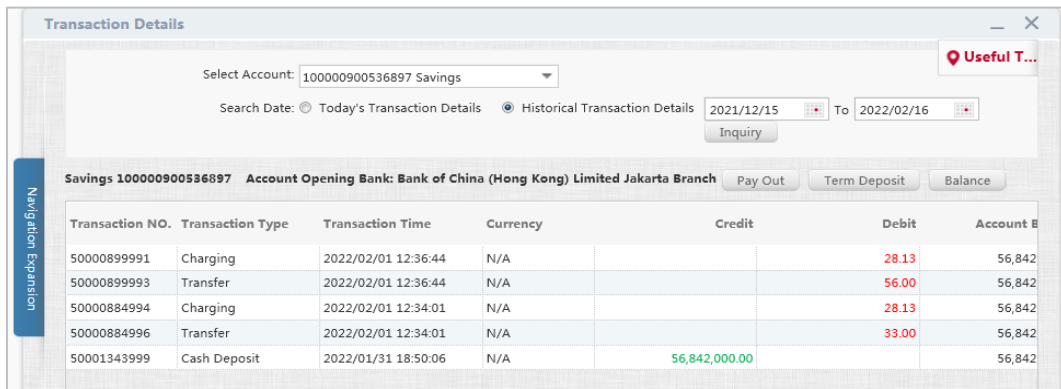 Transaction Details
Useful T...
Select Account: 100000900536897 Savings
Search Date: Today's Transaction Details Historical Transaction Details 2021/12/15 To 2022/02/16
Inquiry
Navigation Expansion
Savings 100000900536897 Account Opening Bank: Bank of China (Hong Kong) Limited Jakarta Branch Pay Out Term Deposit Balance
Transaction NO. Transaction Type Transaction Time Currency Credit Debit Account B
50000899991 Charging 2022/02/01 12:36:44 N/A 28.13 56,842
50000899993 Transfer 2022/02/01 12:36:44 N/A 56.00 56,842
50000884994 Charging 2022/02/01 12:34:01 N/A 28.13 56,842
50000884996 Transfer 2022/02/01 12:34:01 N/A 33.00 56,842
50001343999 Cash Deposit 2022/01/31 18:50:06 N/A 56,842,000.00 56,842